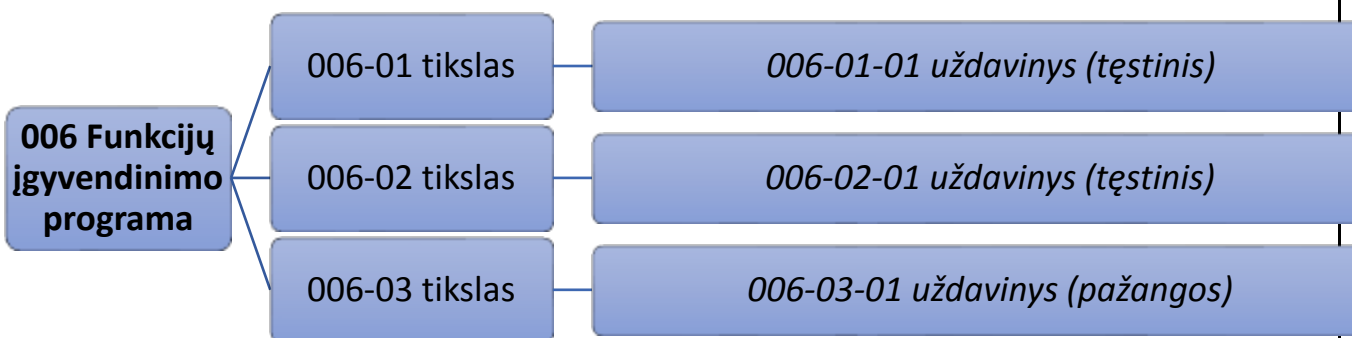 006-01 tikslas
006-01-01 uždavinys (tęstinis)
006 Funkcijų
įgyvendinimo
programa
006-02 tikslas
006-02-01 uždavinys (tęstinis)
006-03 tikslas
006-03-01 uždavinys (pažangos)